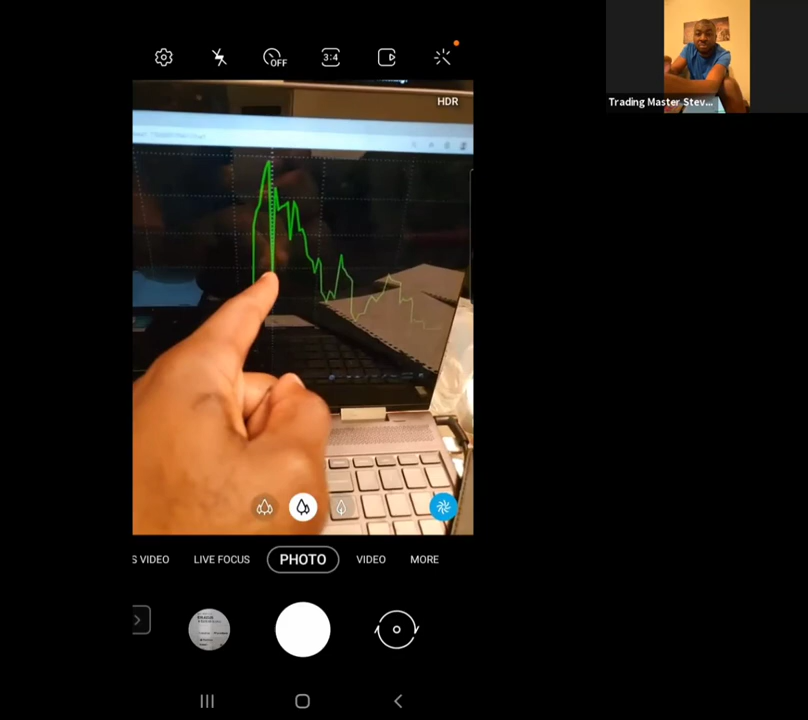 OFF
3:4
HDR
Trading Master Stev...
S VIDEO
LIVE FOCUS
PHOTO
VIDEO
MORE